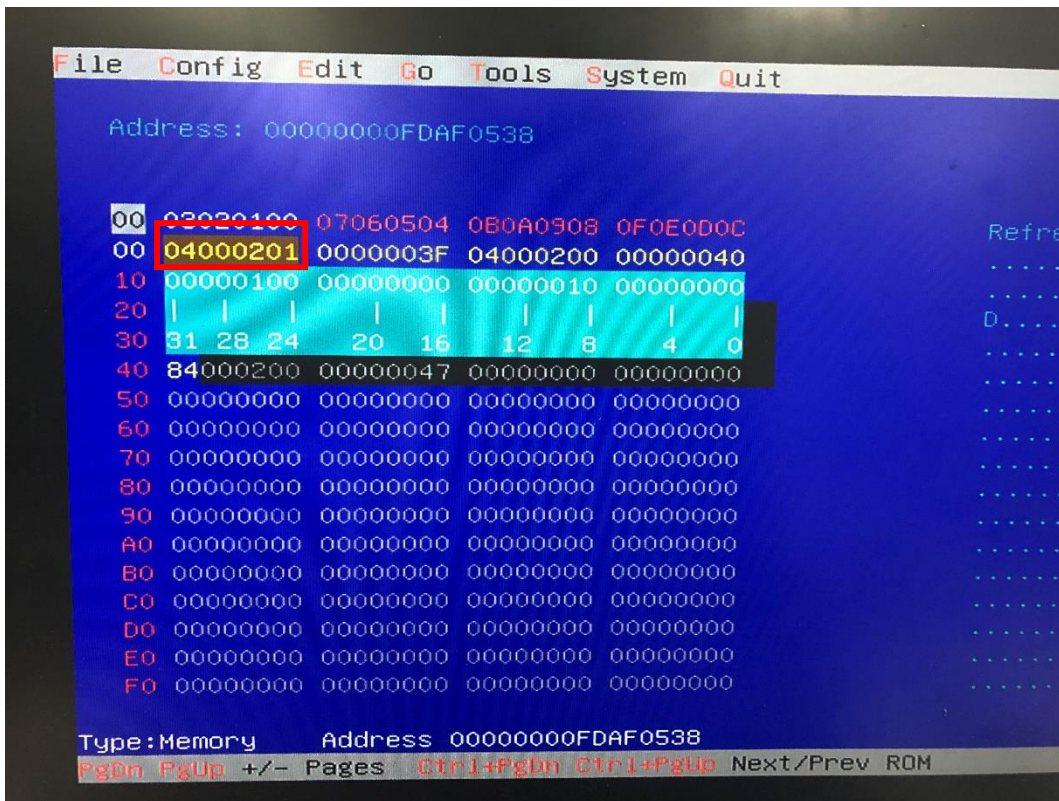 File Config Edit Go Tools System Quit
Address: 00000000FDAF0538
00 03020100 07060504 0B0A0908 0F0E0D0C
Refre
00 04000201 0000003F 04000200 00000040
10 00000100 00000000 00000010 00000000
20 | | | | | | | | |
D....
30 31 28 24 20 16 12 8 4 0
40 84000200 00000047 00000000 00000000
50 00000000 00000000 00000000 00000000
60 00000000 00000000 00000000 00000000
70 00000000 00000000 00000000 00000000
80 00000000 00000000 00000000 00000000
90 00000000 00000000 00000000 00000000
A0 00000000 00000000 00000000 00000000
B0 00000000 00000000 00000000 00000000
C0 00000000 00000000 00000000 00000000
D0 00000000 00000000 00000000 00000000
E0 00000000 00000000 00000000 00000000
F0 00000000 00000000 00000000 00000000
Type:Memory Address 00000000FDAF0538
PgDn PgUp +/- Pages Ctrl+PgDn Ctrl+PgUp Next/Prev ROM